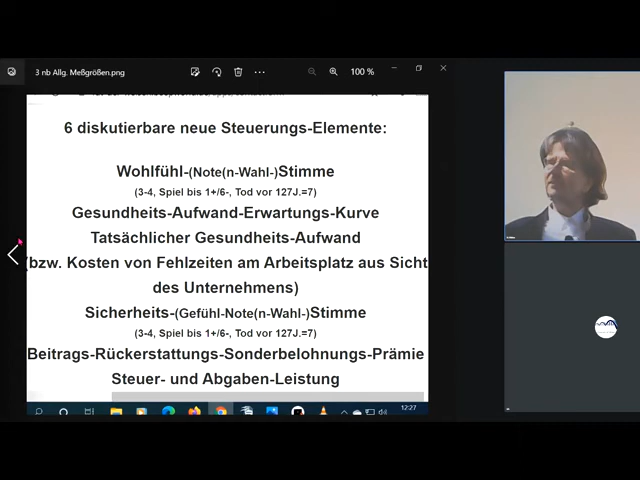 3 nb Allg. Meßgrößen.png
100 %
6 diskutierbare neue Steuerungs-Elemente:
Wohlfühl-(Note(n-Wahl-)Stimme
(3-4, Spiel bis 1+/6-, Tod vor 127J.=7)
Gesundheits-Aufwand-Erwartungs-Kurve
Tatsächlicher Gesundheits-Aufwand
(bzw. Kosten von Fehlzeiten am Arbeitsplatz aus Sicht
des Unternehmens)
Sicherheits-(Gefühl-Note(n-Wahl-)Stimme
(3-4, Spiel bis 1+/6-, Tod vor 127J.=7)
Beitrags-Rückerstattungs-Sonderbelohnungs-Prämie
Steuer- und Abgaben-Leistung
12:27